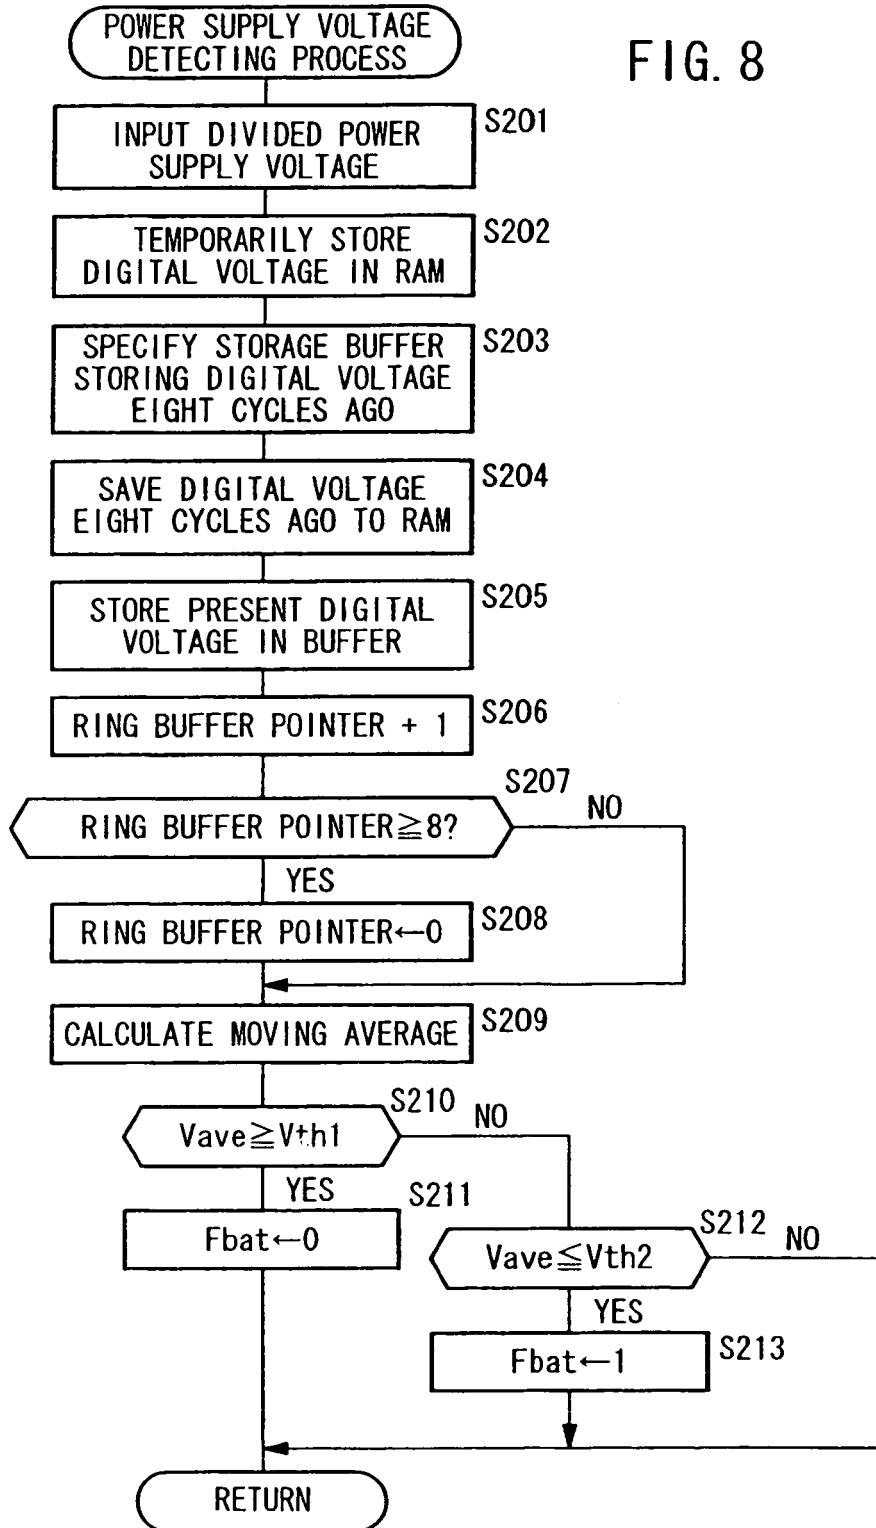 POWER SUPPLY VOLTAGE
DETECTING PROCESS
FIG. 8
INPUT DIVIDED POWER
SUPPLY VOLTAGE
S201
TEMPORARILY STORE
DIGITAL VOLTAGE IN RAM
S202
SPECIFY STORAGE BUFFER
STORING DIGITAL VOLTAGE
EIGHT CYCLES AGO
S203
SAVE DIGITAL VOLTAGE
EIGHT CYCLES AGO TO RAM
S204
STORE PRESENT DIGITAL
VOLTAGE IN BUFFER
S205
RING BUFFER POINTER + 1
S206
S207
RING BUFFER POINTER≧8?
NO
YES
RING BUFFER POINTER←0
S208
CALCULATE MOVING AVERAGE
S209
S210
Vave≧Vth1
NO
YES
S211
Fbat←0
S212
Vave≦Vth2
NO
YES
Fbat←1
S213
RETURN